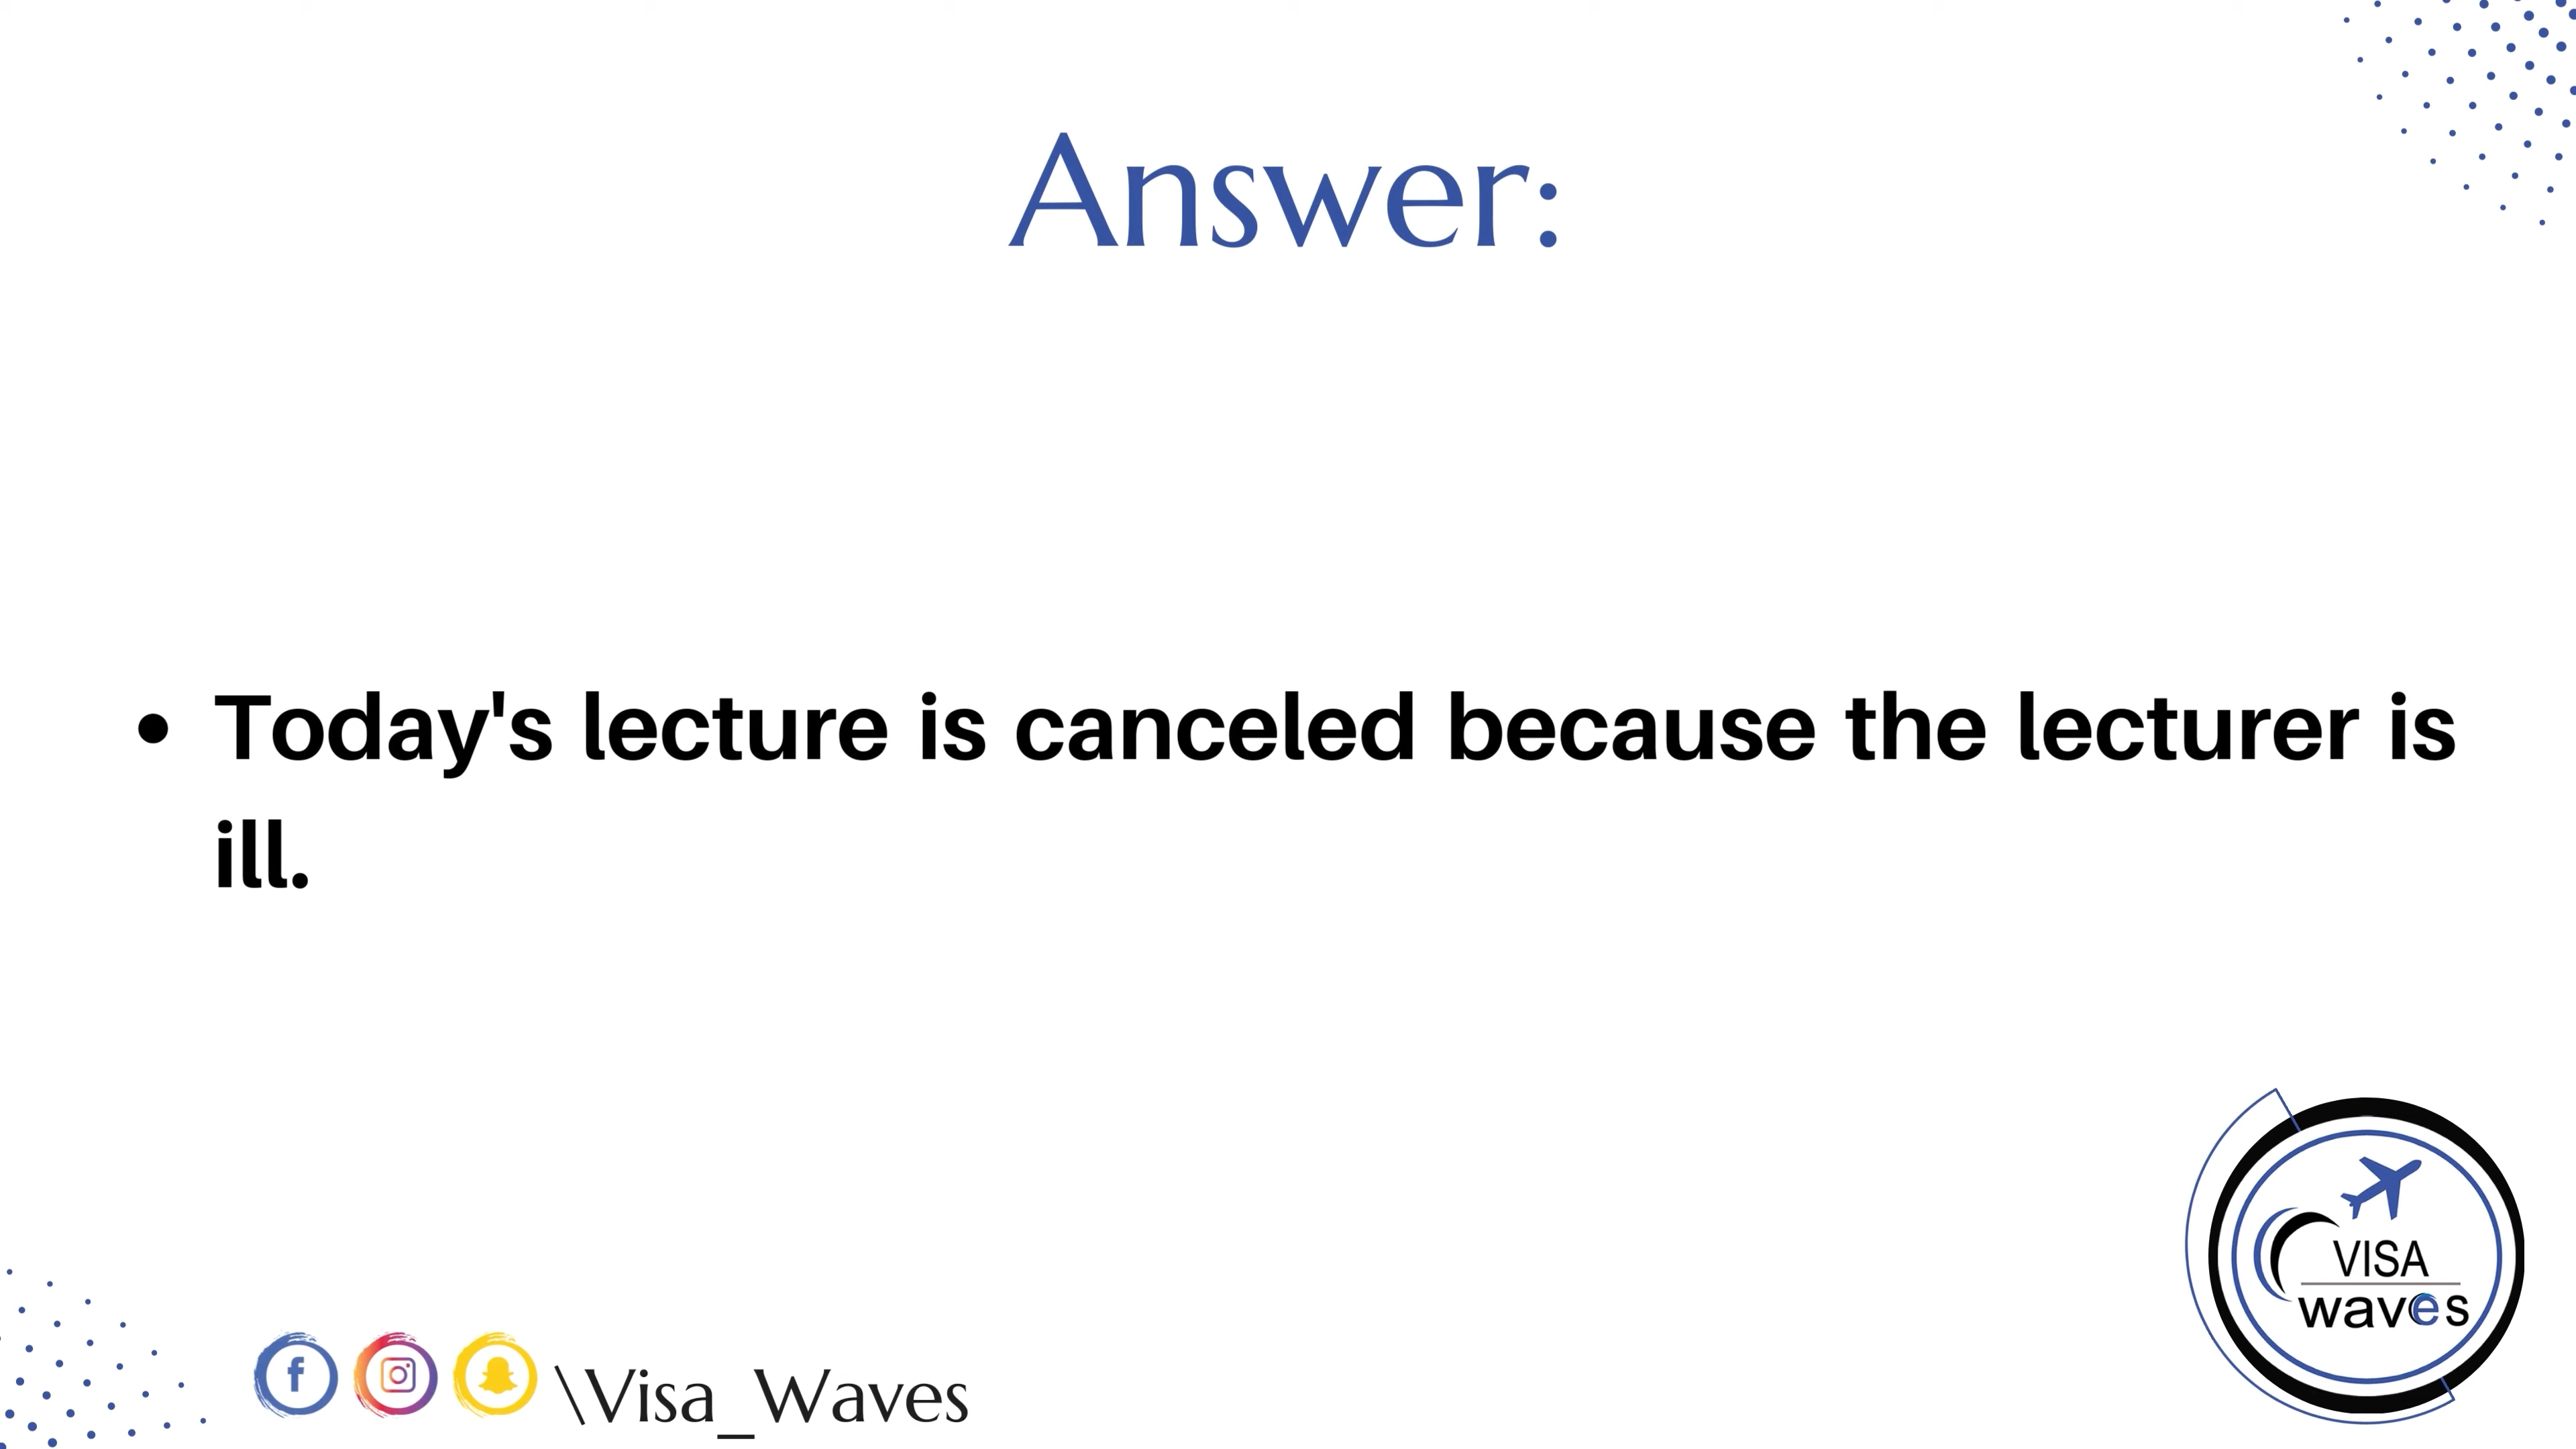 Answer:
• Today's lecture is canceled because the lecturer is
ill.
VISA
waves
\Visa_Waves